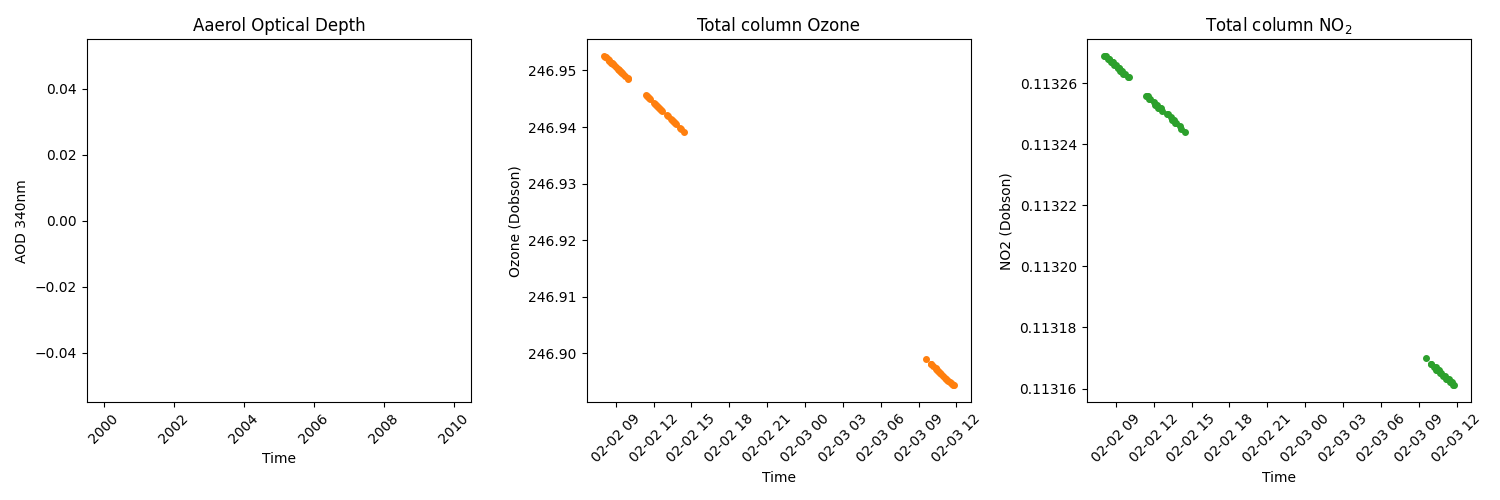 Aaerol Optical Depth
AOD 340nm
0.04
0.02
0.00
−0.02
−0.04
2000 2002 2004 2006 2008 2010
Time
Total column Ozone
Ozone (Dobson)
246.95
246.94
246.93
246.92
246.91
246.90
02-02 09 02-02 12 02-02 15 02-02 18 02-02 21 02-03 00 02-03 03 02-03 06 02-03 09 02-03 12
Time
Total column NO₂
NO2 (Dobson)
0.11326
0.11324
0.11322
0.11320
0.11318
0.11316
02-02 09 02-02 12 02-02 15 02-02 18 02-02 21 02-03 00 02-03 03 02-03 06 02-03 09 02-03 12
Time